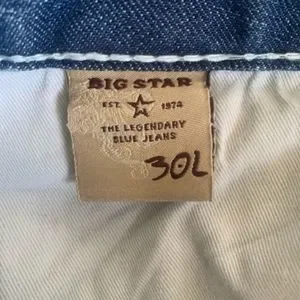 BIG STAR
EST. 1974
THE LEGENDARY
BLUE JEANS
30L